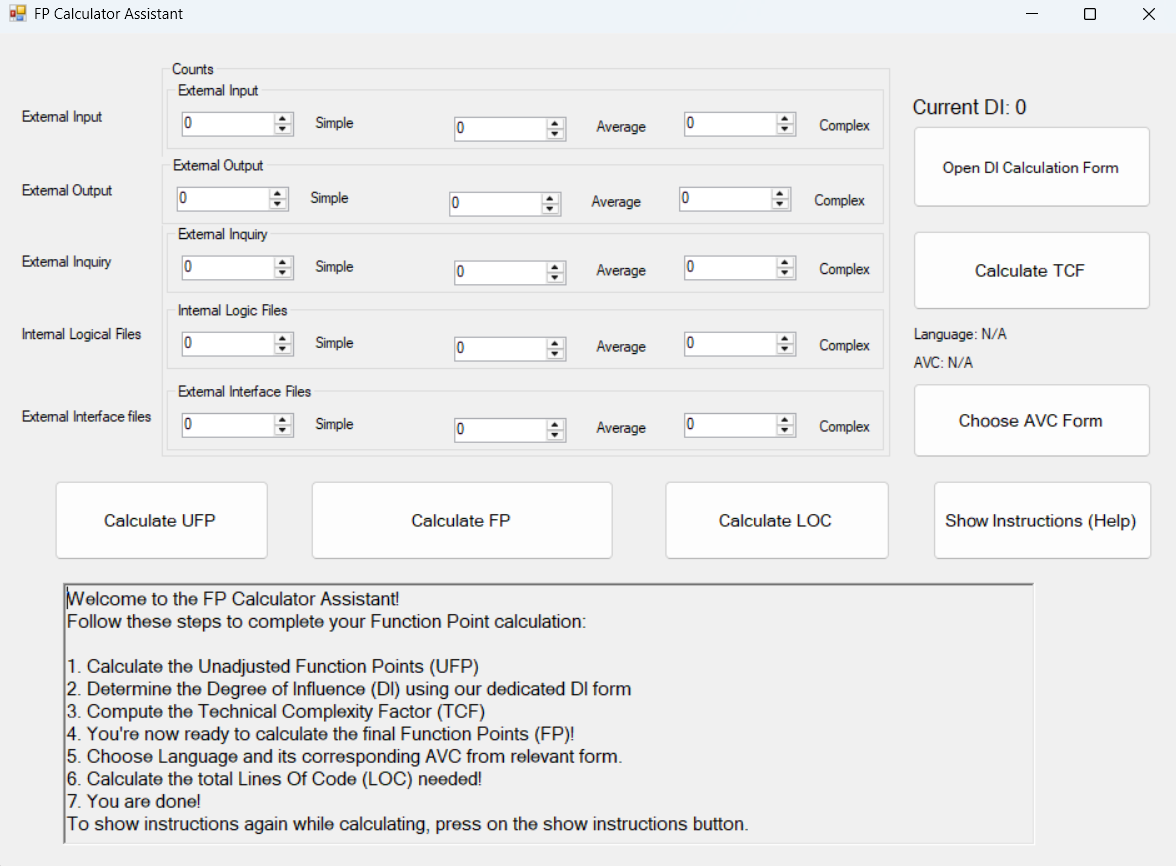 FP Calculator Assistant
Counts
External Input
External Input
0 Simple 0 Average 0 Complex
Current DI: 0
Open DI Calculation Form
External Output
External Output
0 Simple 0 Average 0 Complex
External Inquiry
External Inquiry
0 Simple 0 Average 0 Complex
Calculate TCF
Internal Logic Files
Internal Logical Files
0 Simple 0 Average 0 Complex
Language: N/A
AVC: N/A
External Interface Files
External Interface files
0 Simple 0 Average 0 Complex
Choose AVC Form
Calculate UFP
Calculate FP
Calculate LOC
Show Instructions (Help)
Welcome to the FP Calculator Assistant!
Follow these steps to complete your Function Point calculation:
1. Calculate the Unadjusted Function Points (UFP)
2. Determine the Degree of Influence (DI) using our dedicated DI form
3. Compute the Technical Complexity Factor (TCF)
4. You're now ready to calculate the final Function Points (FP)!
5. Choose Language and its corresponding AVC from relevant form.
6. Calculate the total Lines Of Code (LOC) needed!
7. You are done!
To show instructions again while calculating, press on the show instructions button.